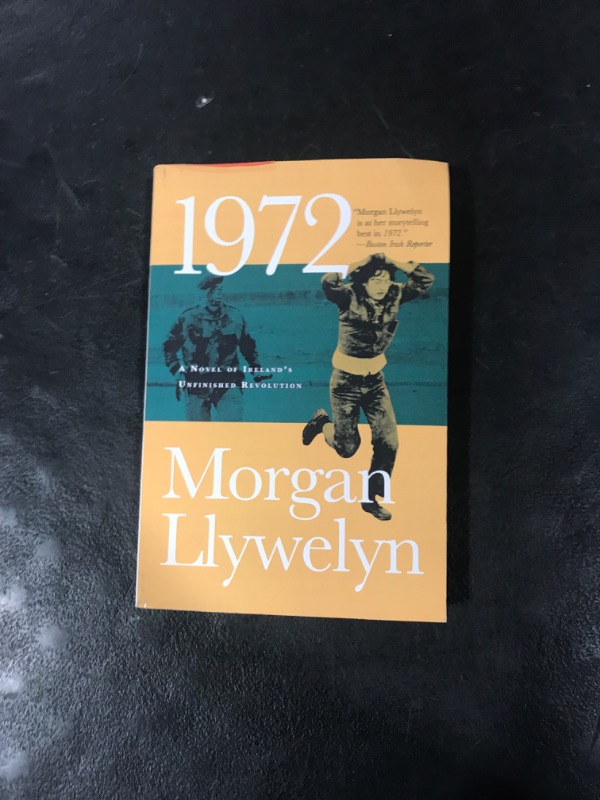 1972
"Morgan Llywelyn
is at her storytelling
best in 1972."
—Boston Irish Reporter
A Novel of Ireland's
Unfinished Revolution
Morgan
Llywelyn